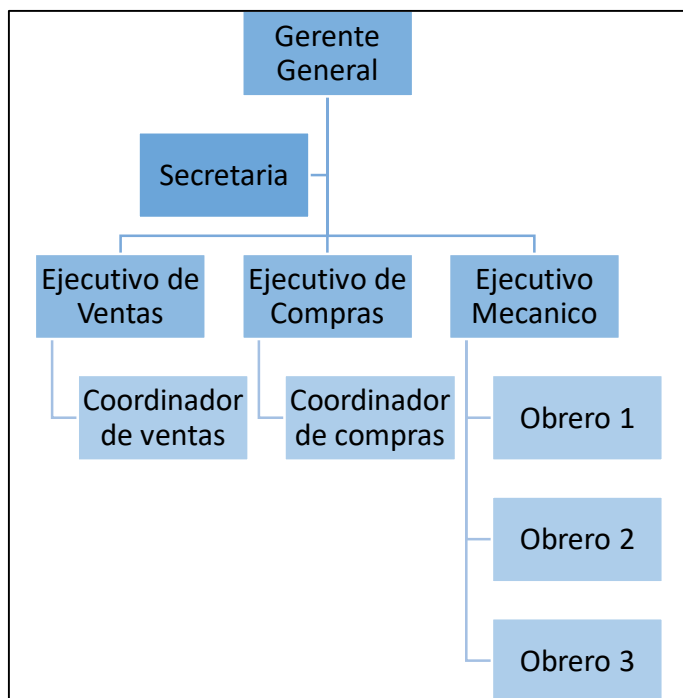 Gerente
General
Secretaria
Ejecutivo de
Ventas
Ejecutivo de
Compras
Ejecutivo
Mecanico
Coordinador
de ventas
Coordinador
de compras
Obrero 1
Obrero 2
Obrero 3